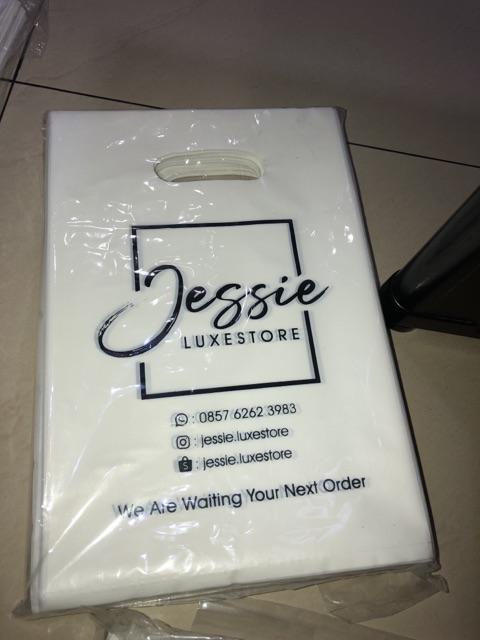 Jessie
LUXESTORE
: 0857 6262 3983
: jessie.luxestore
: jessie.luxestore
We Are Waiting Your Next Order